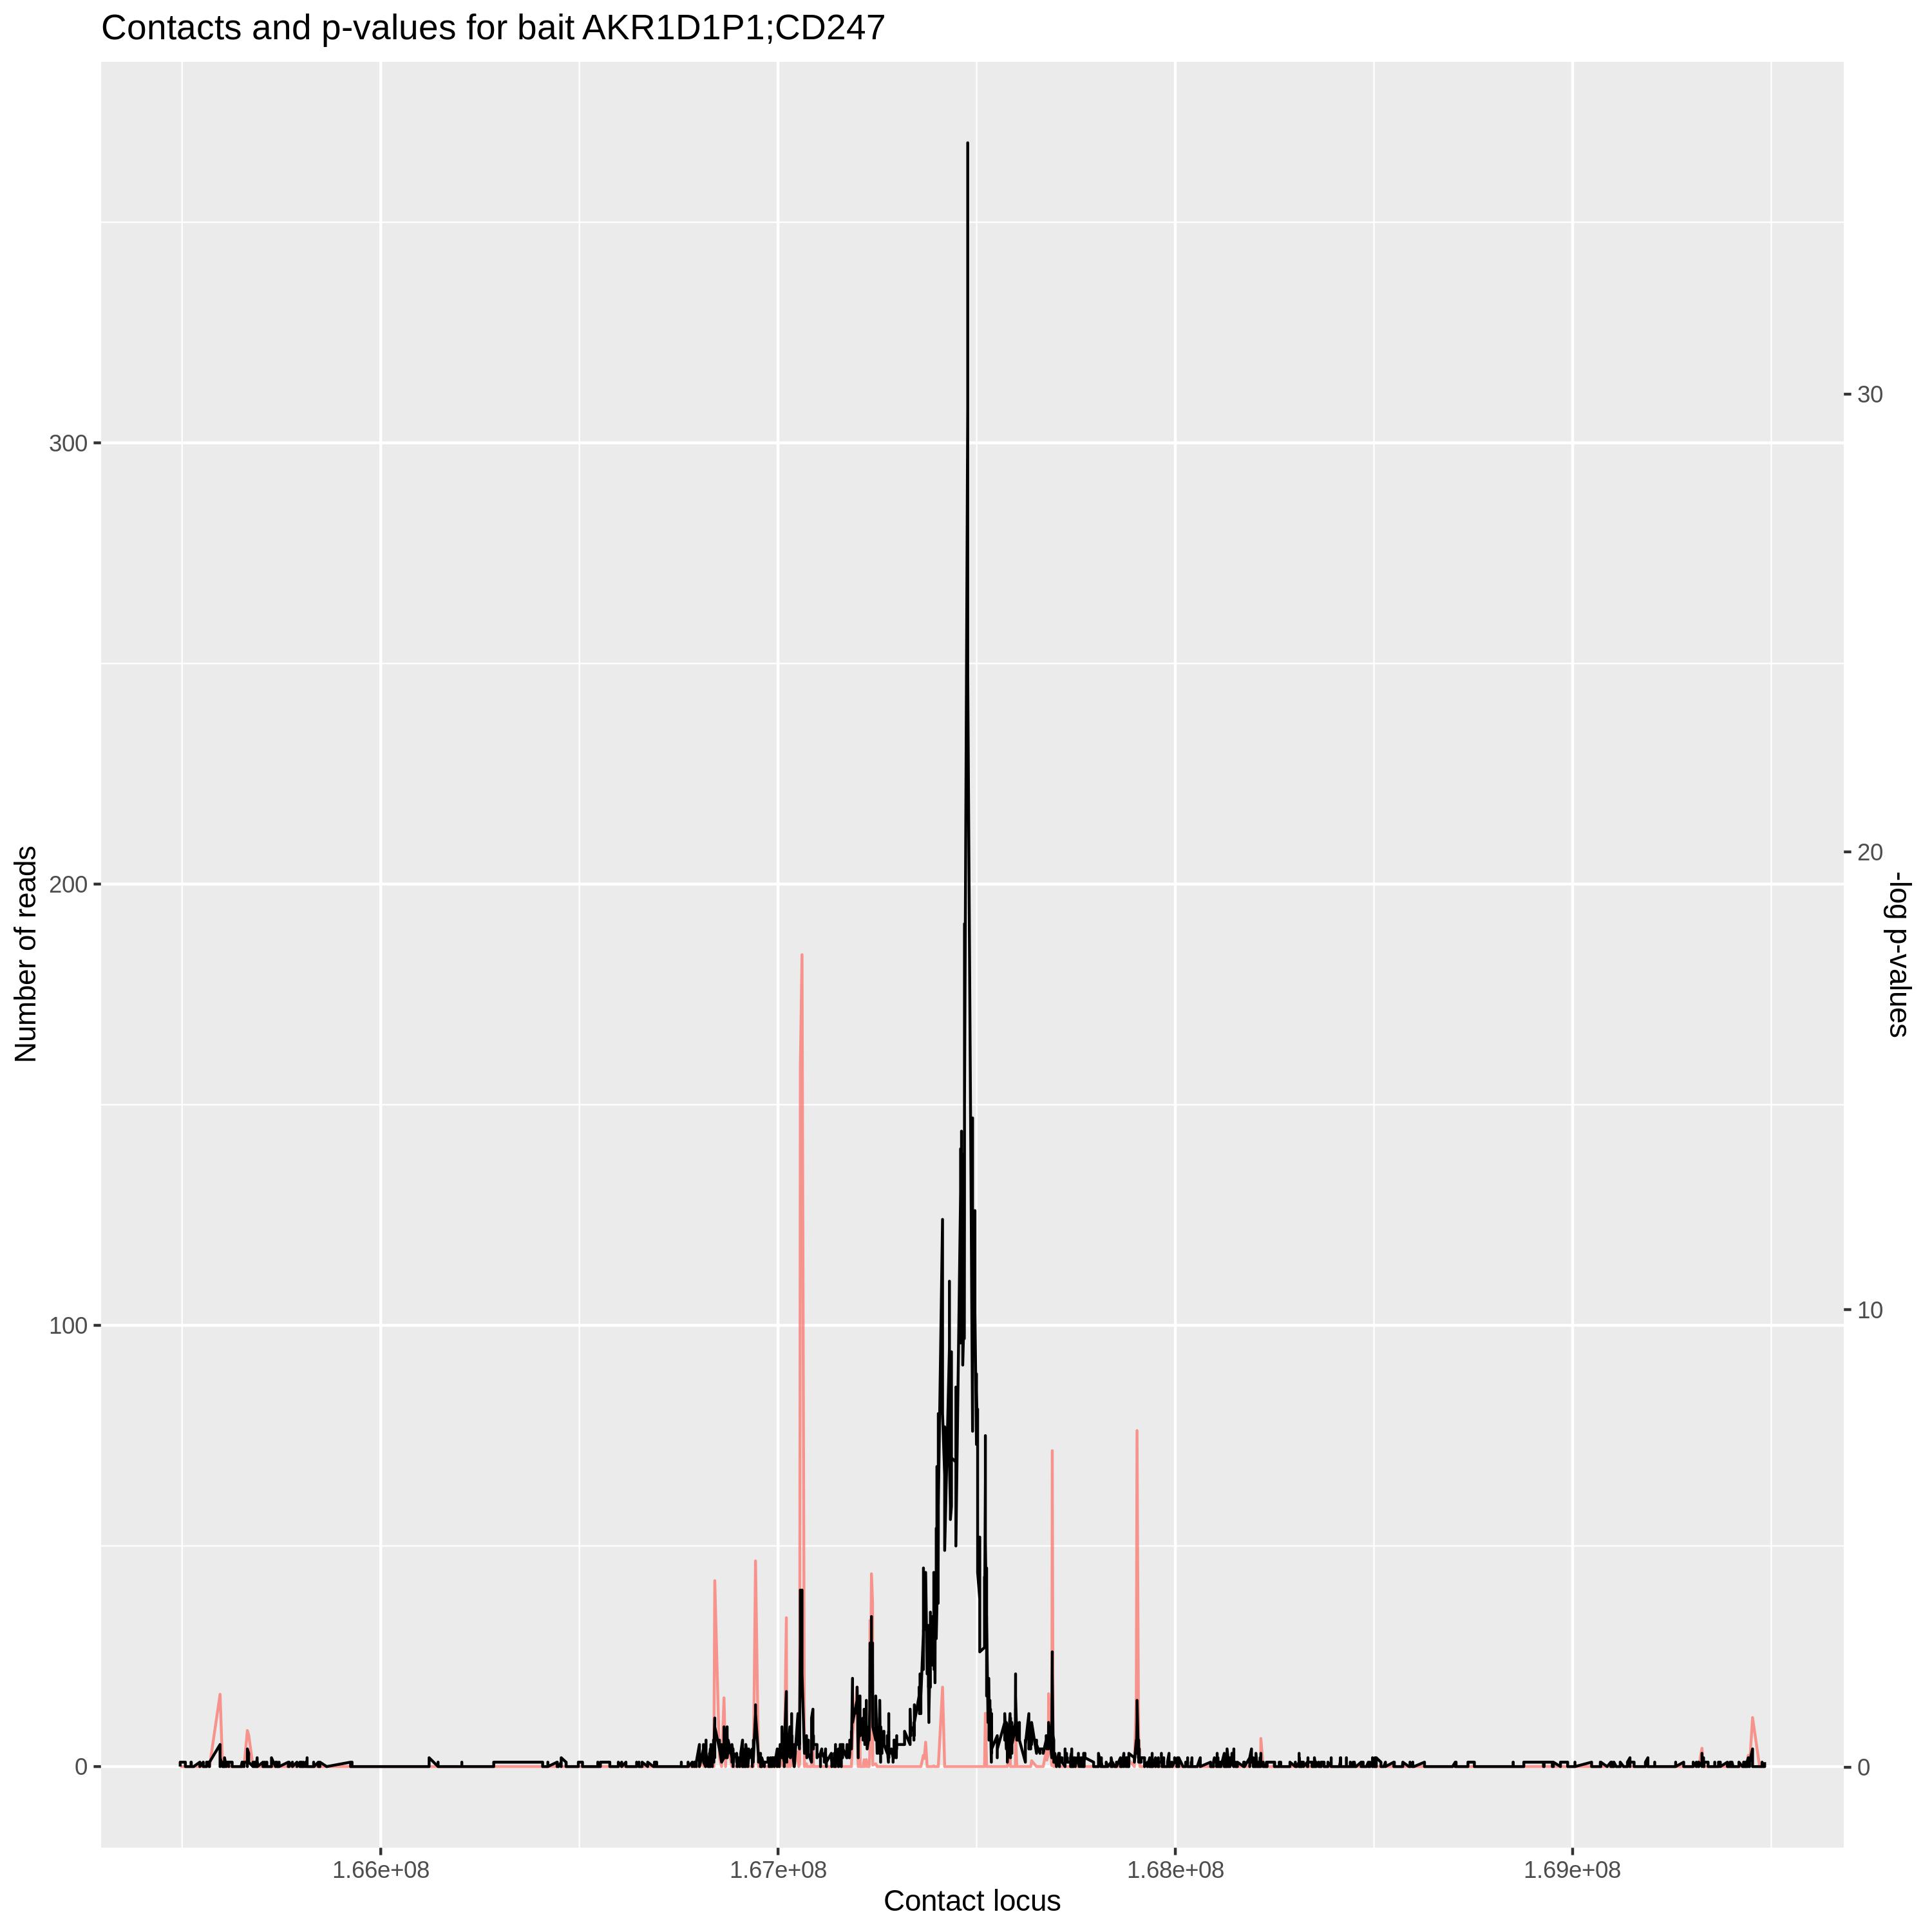 Contacts and p-values for bait AKR1D1P1;CD247
Number of reads
300
200
100
0
30
20
10
0
-log p-values
1.66e+08
1.67e+08
1.68e+08
1.69e+08
Contact locus